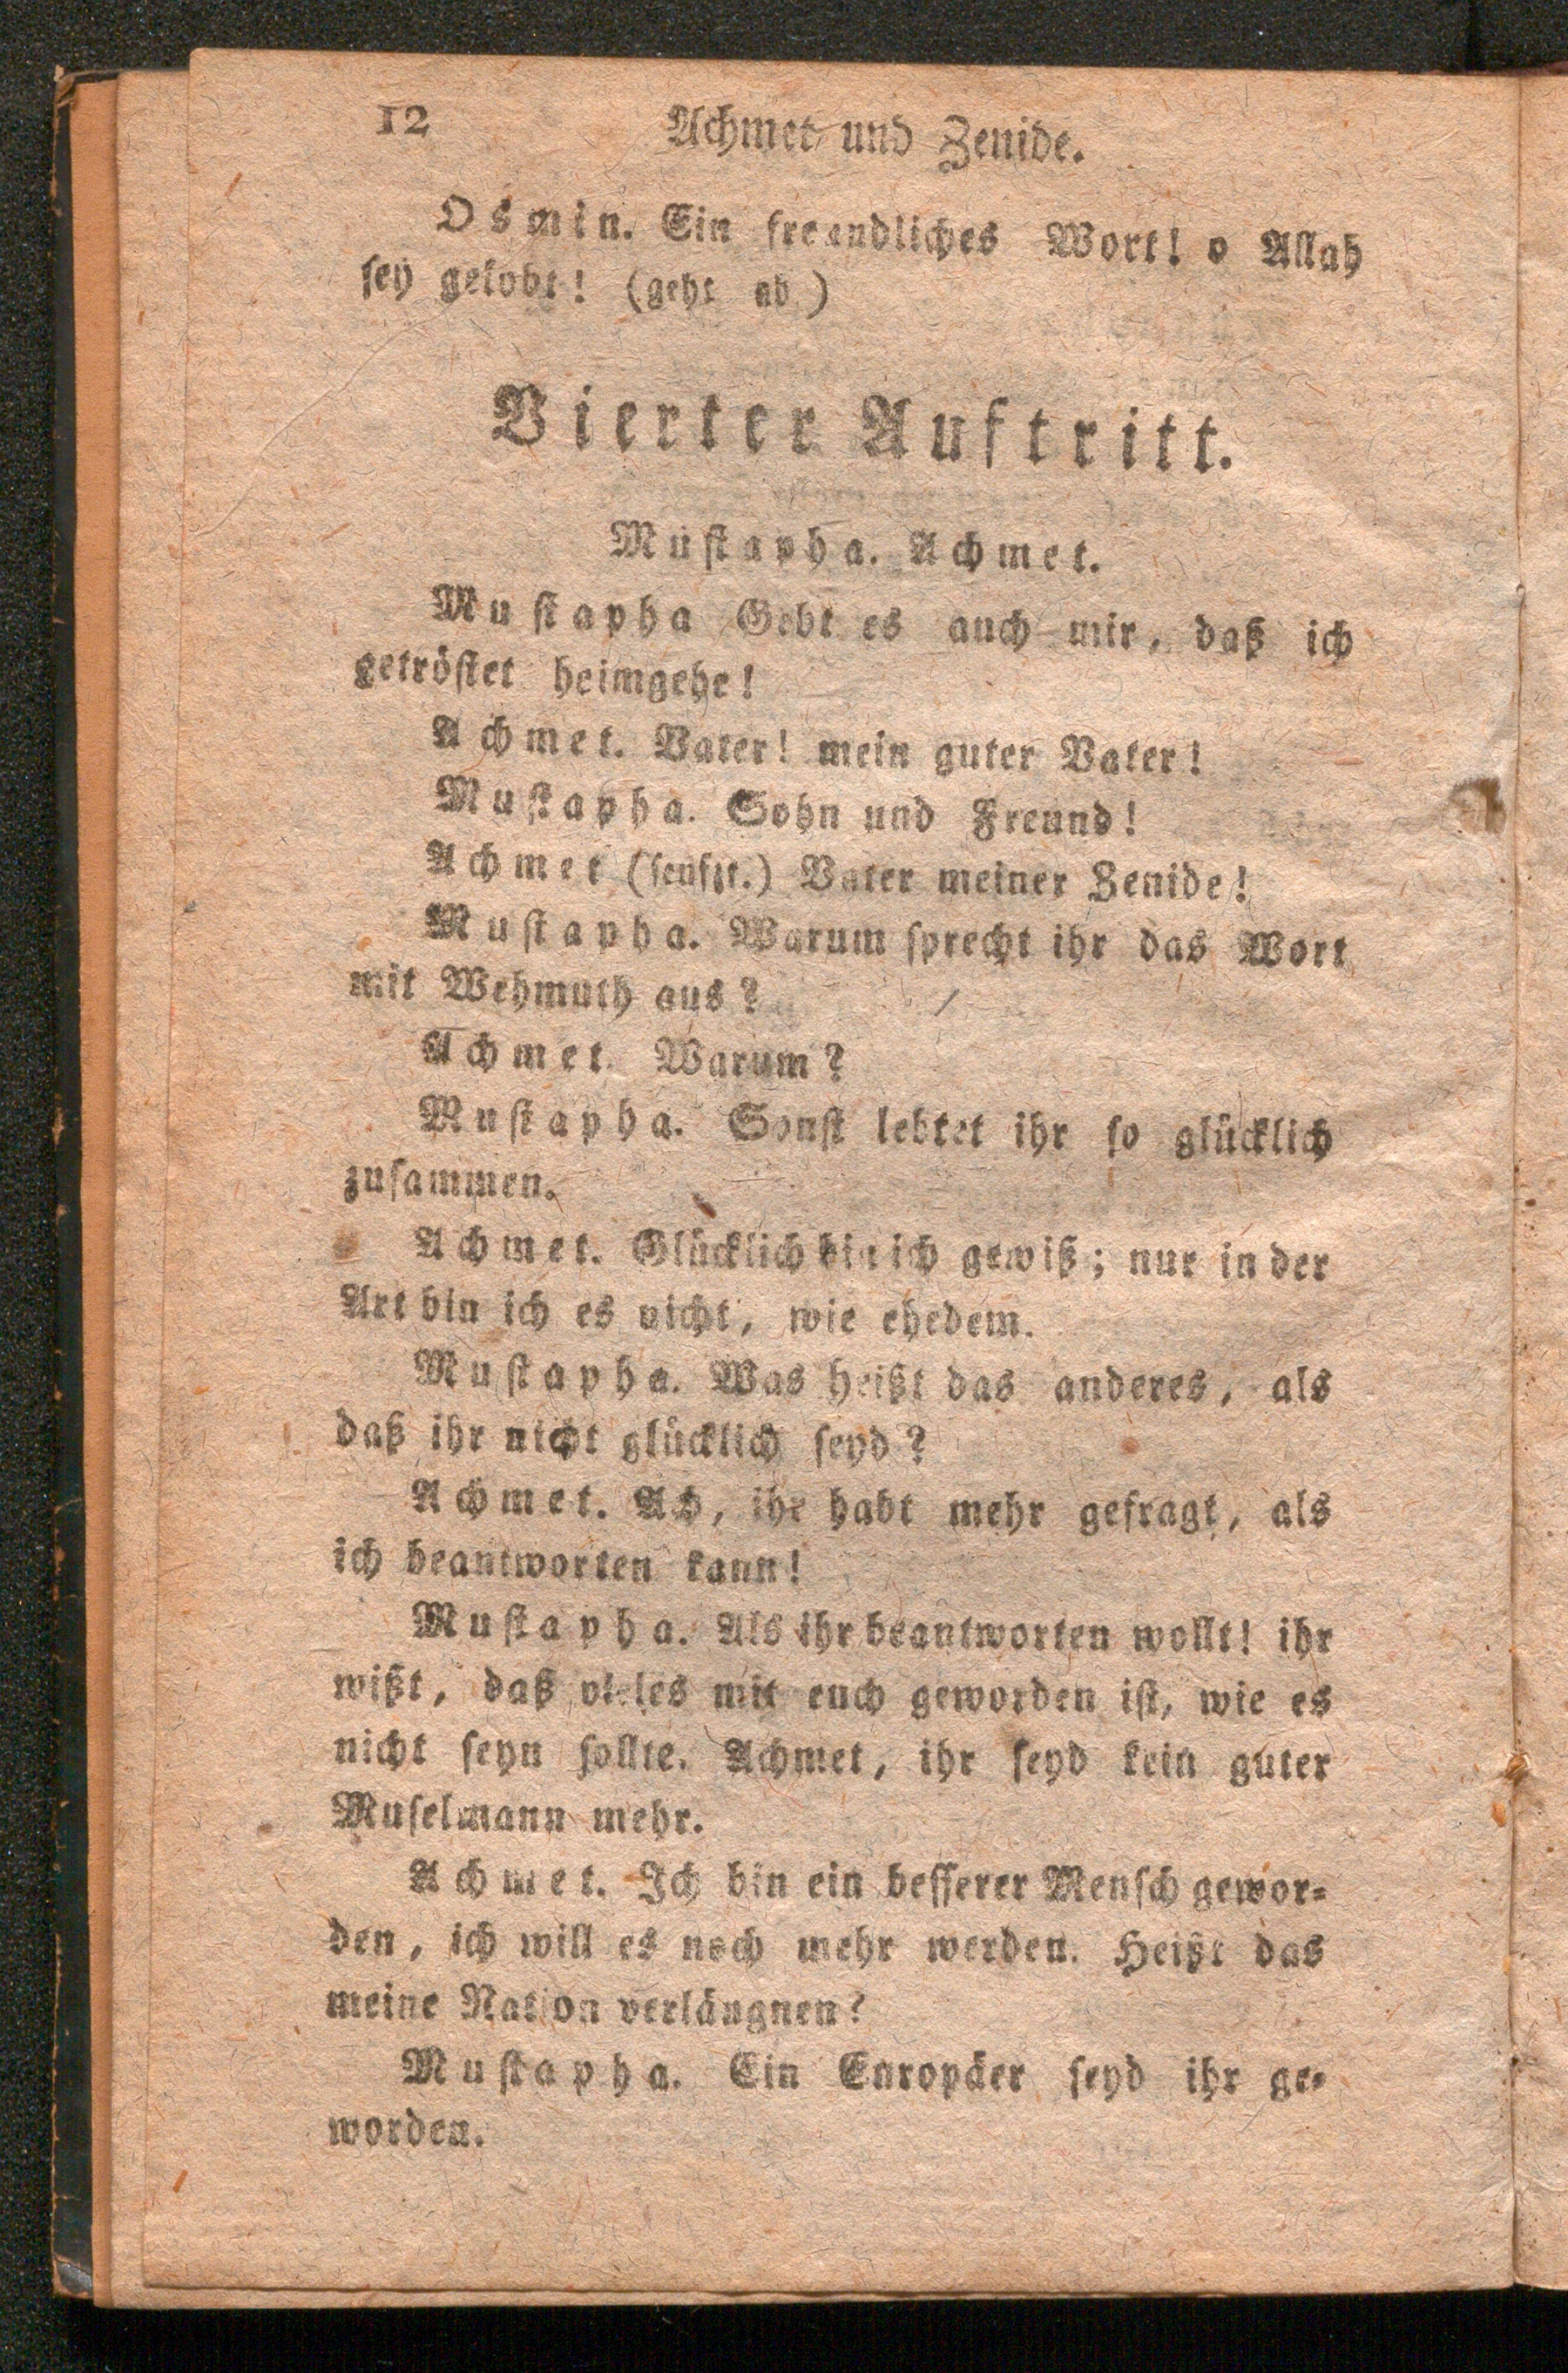 12 Achmet und Zenide.
Osmin. Ein freundliches Wort! o Allah
sey gelobt! (geht ab)
Vierter Auftritt.
Mustapha. Achmet.
Mustapha Gebt es auch mir, daß ich
getröstet heimgehe!
Achmet. Vater! mein guter Vater!
Mustapha. Sohn und Freund!
Achmet (seufzt.) Vater meiner Zenide!
Mustapha. Warum sprecht ihr das Wort
mit Wehmuth aus?
Achmet. Warum?
Mustapha. Sonst lebtet ihr so glücklich
zusammen.
Achmet. Glücklich bin ich gewiß; nur in der
Art bin ich es nicht, wie ehedem.
Mustapha. Was heißt das anderes, als
daß ihr nicht glücklich seyd?
Achmet. Ach, ihr habt mehr gefragt, als
ich beantworten kann!
Mustapha. Als ihr beantworten wollt! ihr
wißt, daß vieles mit euch geworden ist, wie es
nicht seyn sollte. Achmet, ihr seyd kein guter
Muselmann mehr.
Achmet. Ich bin ein besserer Mensch gewor-
den, ich will es noch mehr werden. Heißt das
meine Nation verläugnen?
Mustapha. Ein Europäer seyd ihr ge-
worden.